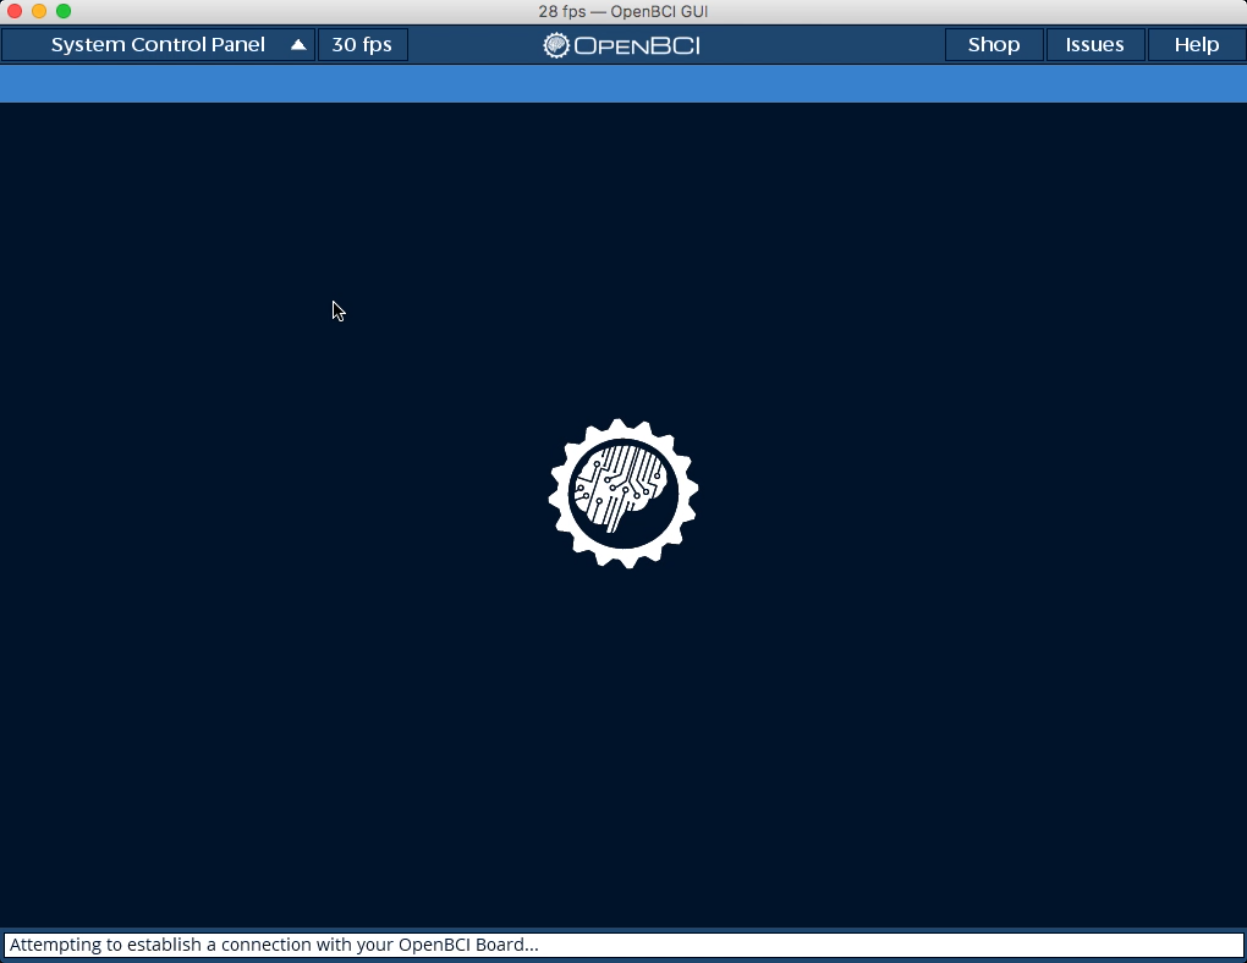 28 fps — OpenBCI GUI
System Control Panel ▲ 30 fps OPENBCI Shop Issues Help
Attempting to establish a connection with your OpenBCI Board...